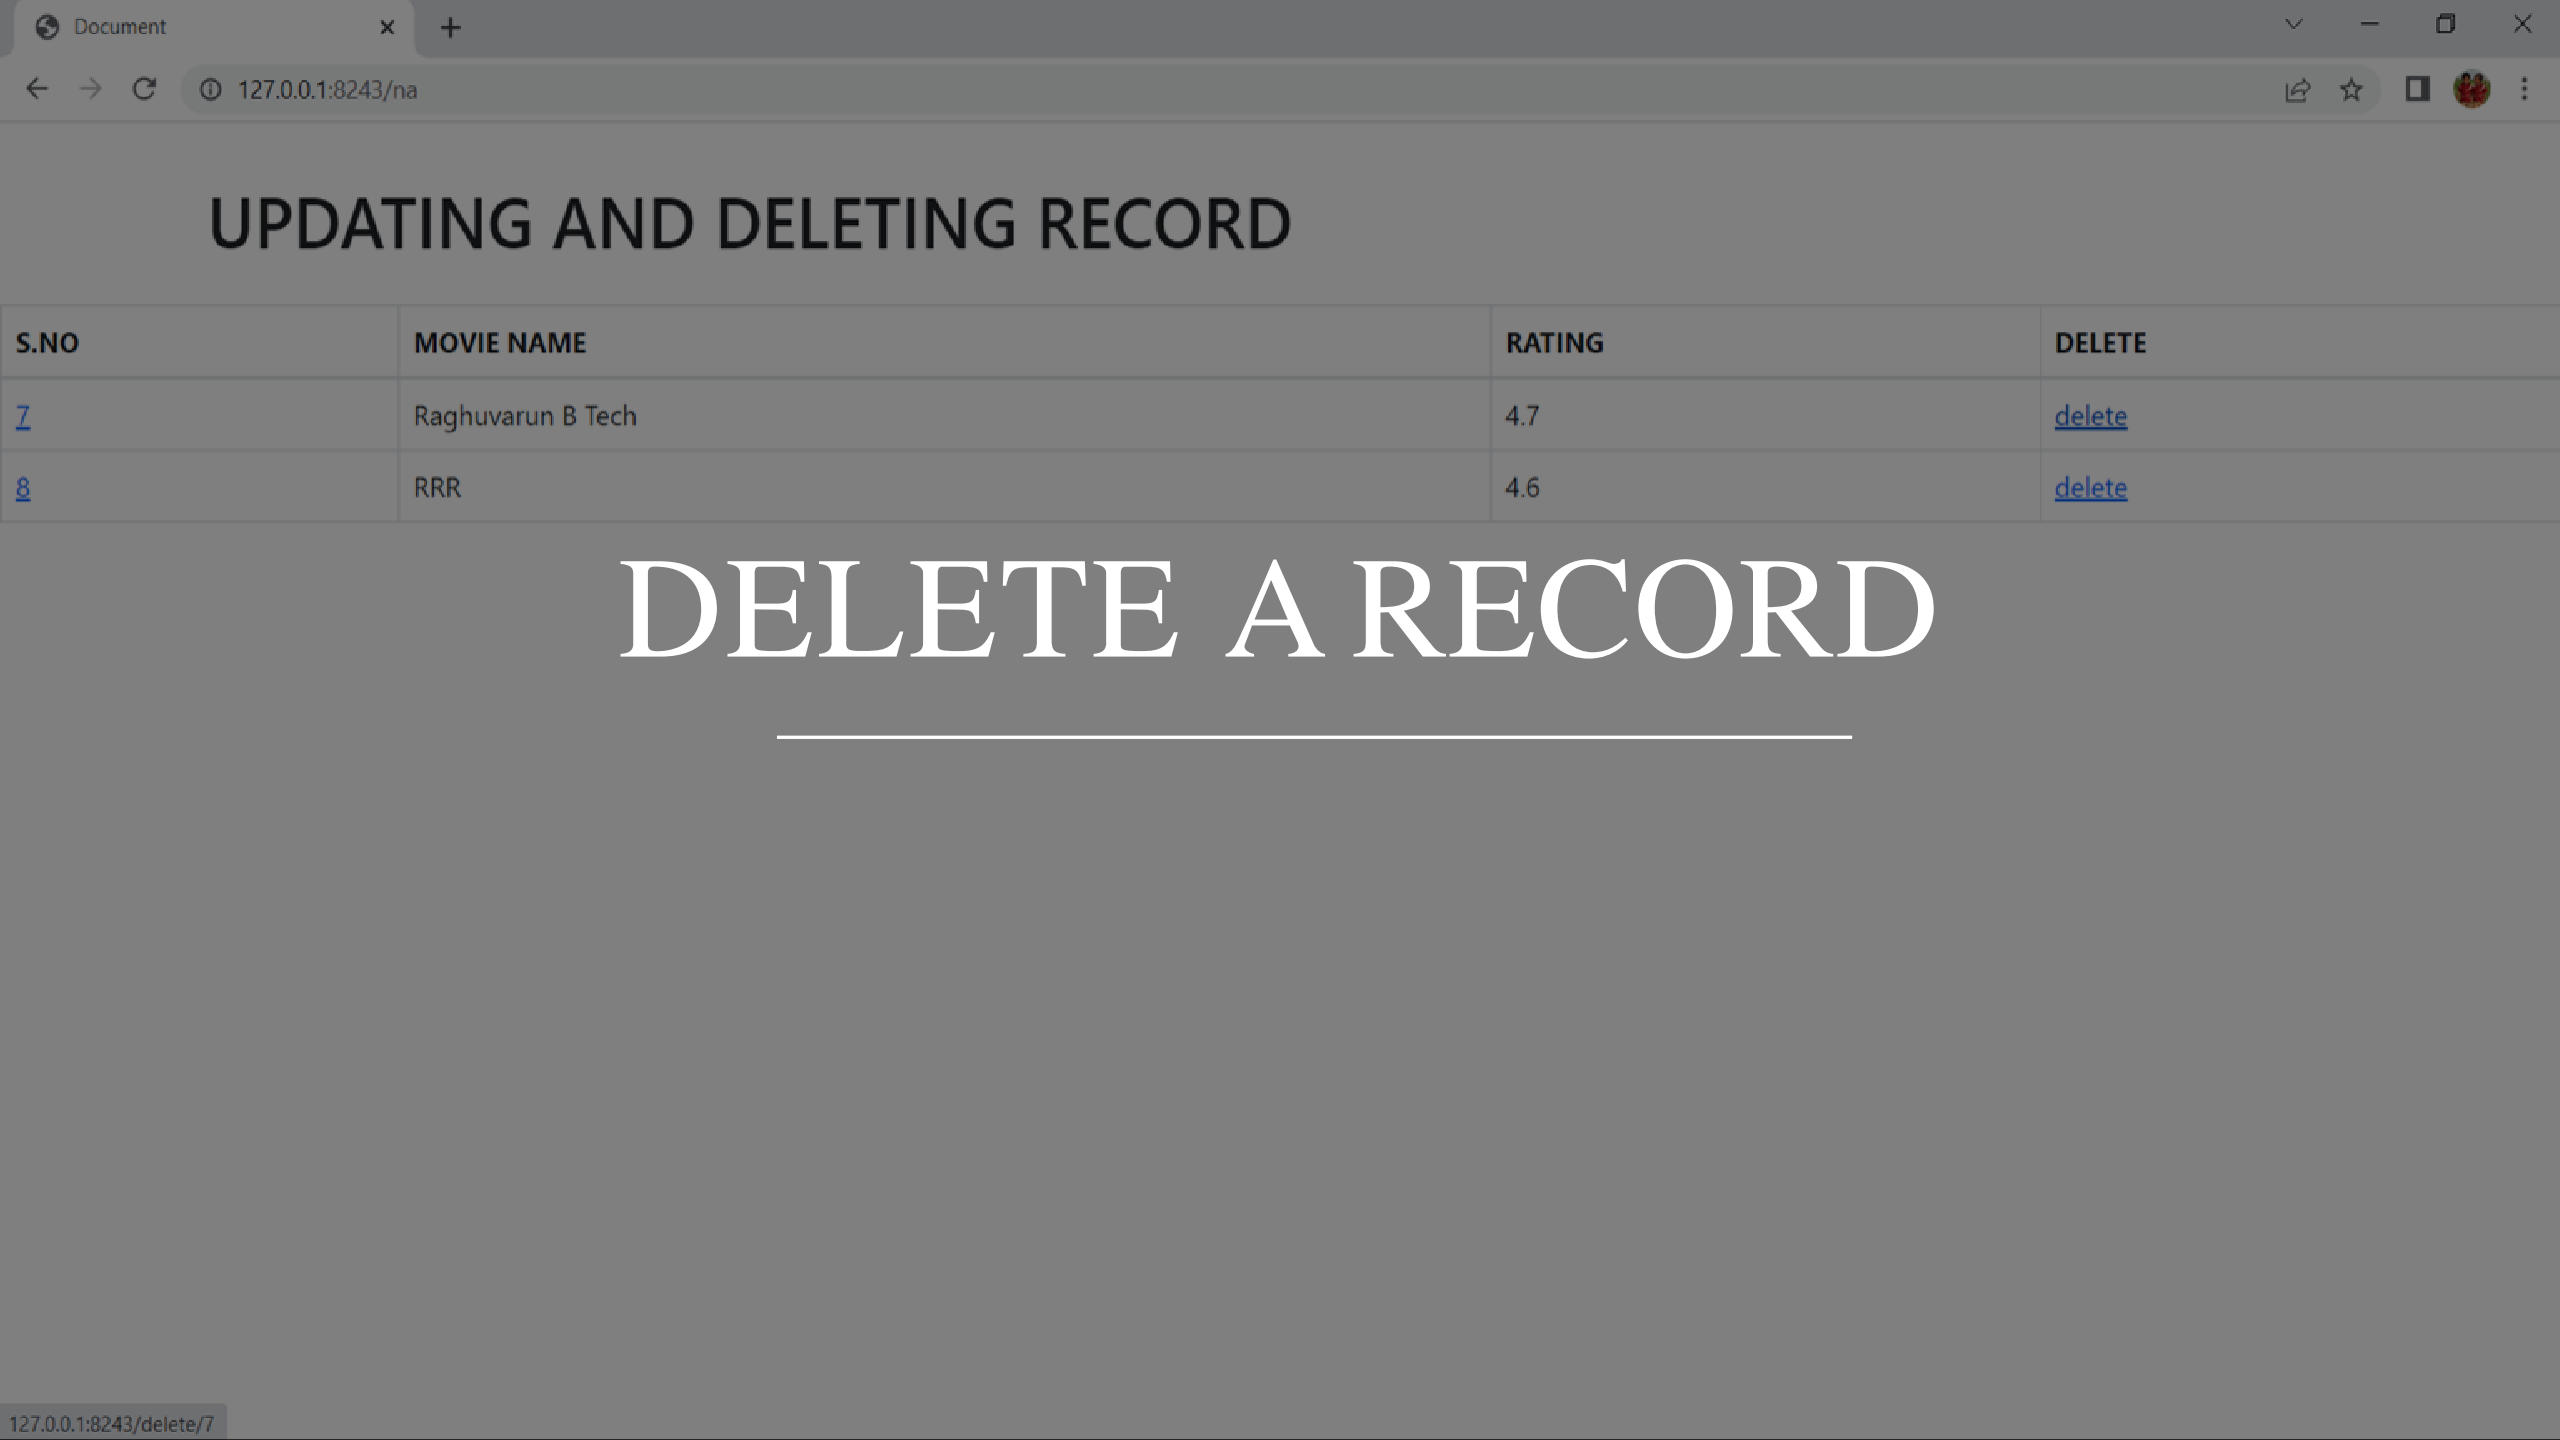 Document
127.0.0.1:8243/na
UPDATING AND DELETING RECORD
S.NO MOVIE NAME RATING DELETE
7 Raghuvarun B Tech 4.7 delete
8 RRR 4.6 delete
DELETE A RECORD
127.0.0.1:8243/delete/7